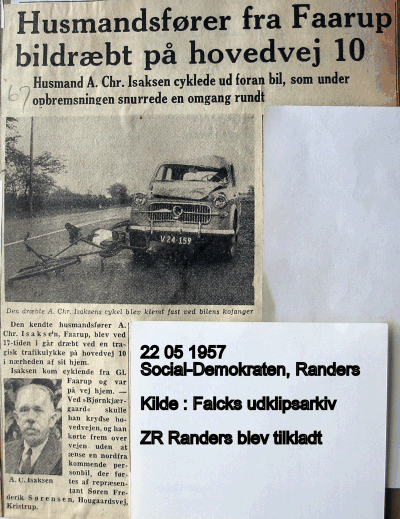 Husmandsfører fra Faarup
bildræbt på hovedvej 10
Husmand A. Chr. Isaksen cyklede ud foran bil, som under
opbremsningen snurrede en omgang rundt
67
V 24 159
Den dræbte A. Chr. Isaksens cykel blev klemt fast ved bilens kofanger
Den kendte husmandsfører A.
Chr. Isaksen, Faarup, blev ved
17-tiden i går dræbt ved en tra-
gisk trafikulykke på hovedvej 10
i nærheden af sit hjem.
Isaksen kom cyklende fra Gl.
Faarup og var
på vej hjem. —
Ved »Bjørnkjær-
gaard« skulle
han krydse ho-
vedvejen, og han
kørte frem over
vejen uden at
ænse en nordfra
kommende per-
sonbil, der før-
tes af repræsen-
tant Søren Fre-
A. C. Isaksen
derik Sørensen, Hougaardsvej,
Kristrup.
22 05 1957
Social-Demokraten, Randers
Kilde : Falcks udklipsarkiv
ZR Randers blev tilkladt